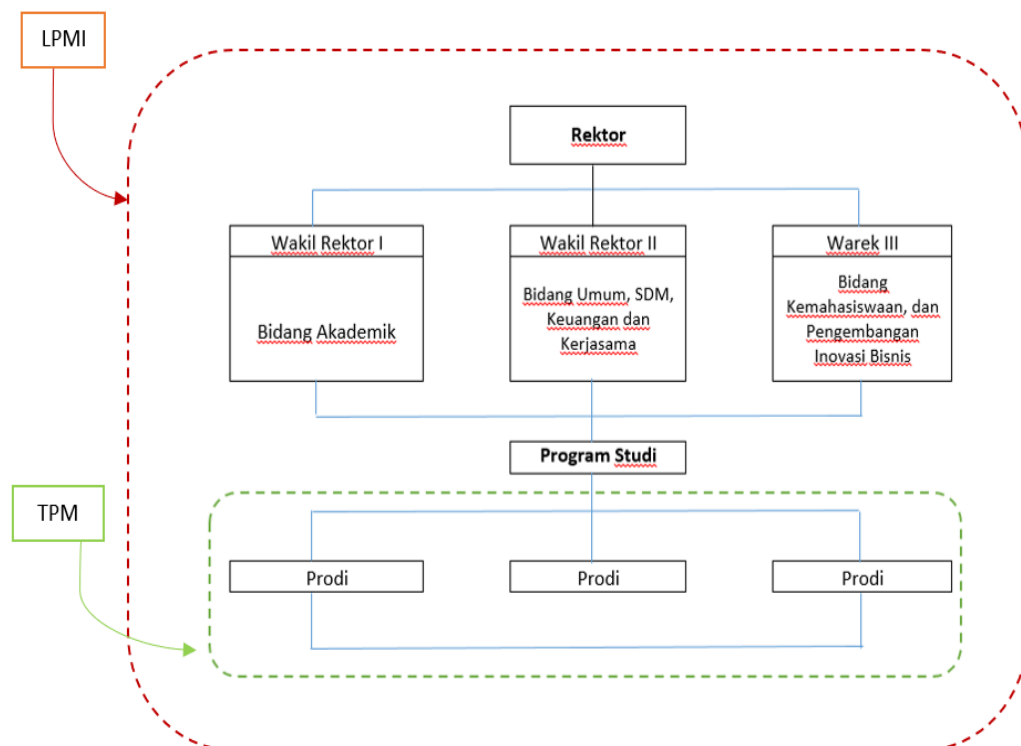 LPMI
Rektor
Wakil Rektor I
Bidang Akademik
Wakil Rektor II
Bidang Umum, SDM,
Keuangan dan
Kerjasama
Warek III
Bidang
Kemahasiswaan, dan
Pengembangan
Inovasi Bisnis
Program Studi
TPM
Prodi
Prodi
Prodi